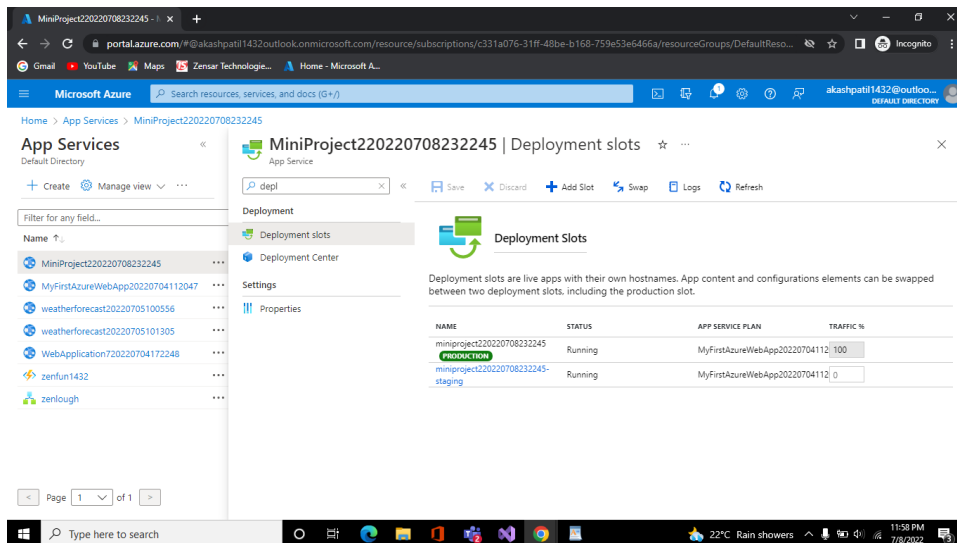 MiniProject220220708232245 - M
portal.azure.com/#@akashpatil1432outlook.onmicrosoft.com/resource/subscriptions/c331a076-31ff-48be-b168-759e53e6466a/resourceGroups/DefaultReso...
Incognito
Gmail
YouTube
Maps
Zensar Technologie...
Home - Microsoft A...
Microsoft Azure
Search resources, services, and docs (G+/)
1
akashpatil1432@outloo...
DEFAULT DIRECTORY
Home > App Services > MiniProject220220708232245
App Services
Default Directory
Create
Manage view
Filter for any field...
Name ↑↓
MiniProject220220708232245
MyFirstAzureWebApp20220704112047
weatherforecast20220705100556
weatherforecast20220705101305
WebApplication720220704172248
zenfun1432
zenlough
< Page 1 of 1 >
MiniProject220220708232245 | Deployment slots
App Service
depl
Deployment
Deployment slots
Deployment Center
Settings
Properties
Save Discard Add Slot Swap Logs Refresh
Deployment Slots
Deployment slots are live apps with their own hostnames. App content and configurations elements can be swapped
between two deployment slots, including the production slot.
NAME STATUS APP SERVICE PLAN TRAFFIC %
miniproject220220708232245
PRODUCTION
Running MyFirstAzureWebApp20220704112 100
miniproject220220708232245-
staging
Running MyFirstAzureWebApp20220704112 0
Type here to search
22°C Rain showers
11:58 PM
7/8/2022
3